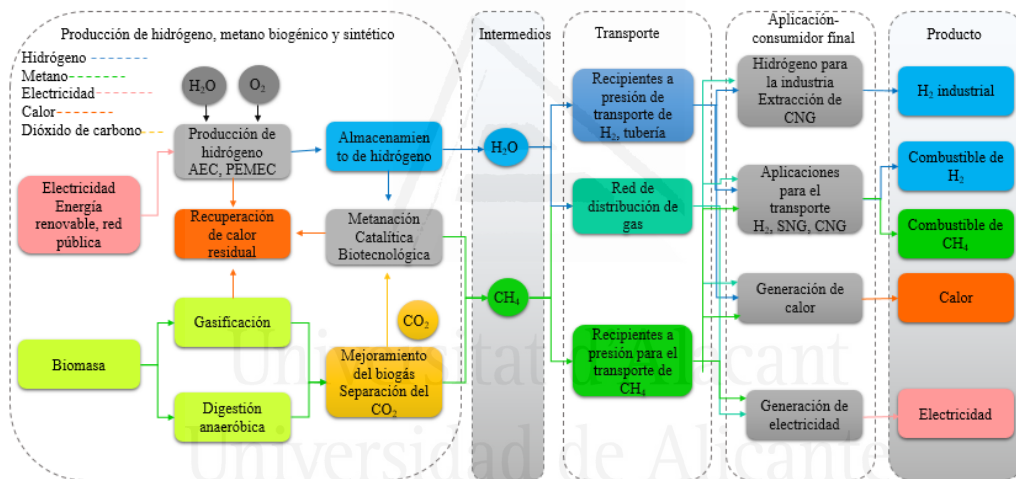 Producción de hidrógeno, metano biogénico y sintético
Hidrógeno
Metano
Electricidad
Calor
Dióxido de carbono
H₂O
O₂
Producción de
hidrógeno
AEC, PEMEC
Almacenamien
to de hidrógeno
Electricidad
Energía
renovable, red
pública
Recuperación
de calor
residual
Metanación
Catalítica
Biotecnológica
CO₂
Gasificación
Biomasa
Mejoramiento
del biogás
Separación del
CO₂
Digestión
anaeróbica
Intermedios
H₂O
CH₄
Transporte
Recipientes a
presión de
transporte de
H₂, tubería
Red de
distribución de
gas
Recipientes a
presión para el
transporte de
CH₄
Aplicación-
consumidor final
Hidrógeno para
la industria
Extracción de
CNG
Aplicaciones
para el
transporte
H₂, SNG, CNG
Generación de
calor
Generación de
electricidad
Producto
H₂ industrial
Combustible de
H₂
Combustible de
CH₄
Calor
Electricidad
Universitat d'Alacant
Universidad de Alicante